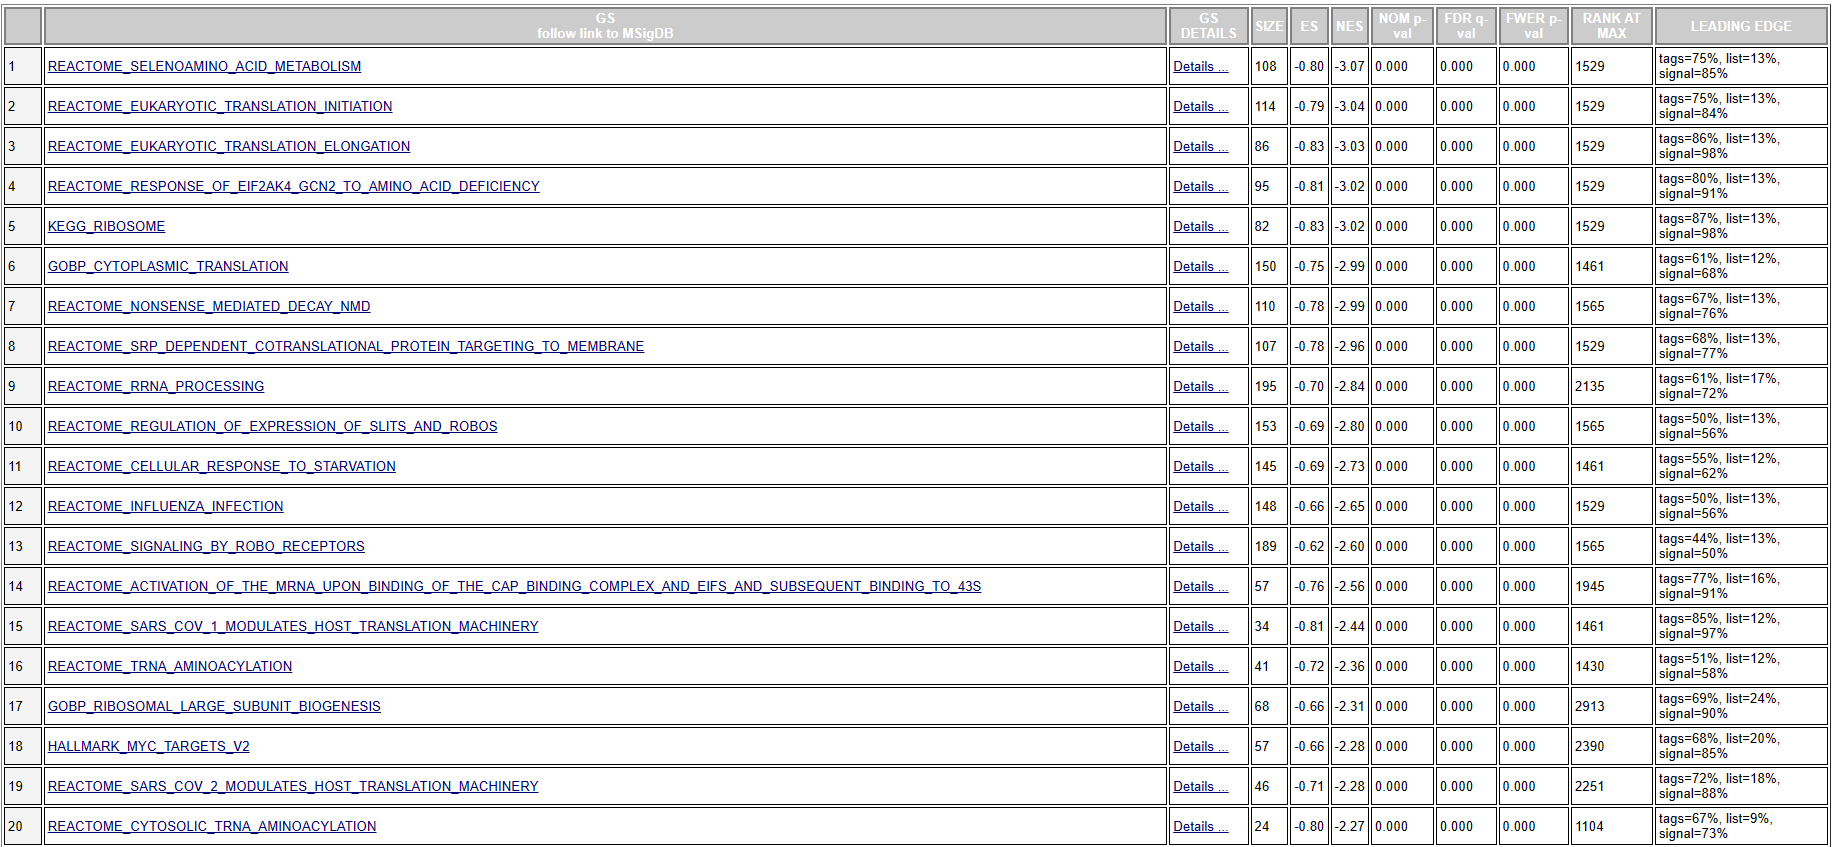 GS
follow link to MSigDB
GS
DETAILS
SIZE
ES
NES
NOM p-
val
FDR q-
val
FWER p-
val
RANK AT
MAX
LEADING EDGE
1 REACTOME_SELENOAMINO_ACID_METABOLISM Details ... 108 -0.80 -3.07 0.000 0.000 0.000 1529 tags=75%, list=13%,
signal=85%
2 REACTOME_EUKARYOTIC_TRANSLATION_INITIATION Details ... 114 -0.79 -3.04 0.000 0.000 0.000 1529 tags=75%, list=13%,
signal=84%
3 REACTOME_EUKARYOTIC_TRANSLATION_ELONGATION Details ... 86 -0.83 -3.03 0.000 0.000 0.000 1529 tags=86%, list=13%,
signal=98%
4 REACTOME_RESPONSE_OF_EIF2AK4_GCN2_TO_AMINO_ACID_DEFICIENCY Details ... 95 -0.81 -3.02 0.000 0.000 0.000 1529 tags=80%, list=13%,
signal=91%
5 KEGG_RIBOSOME Details ... 82 -0.83 -3.02 0.000 0.000 0.000 1529 tags=87%, list=13%,
signal=98%
6 GOBP_CYTOPLASMIC_TRANSLATION Details ... 150 -0.75 -2.99 0.000 0.000 0.000 1461 tags=61%, list=12%,
signal=68%
7 REACTOME_NONSENSE_MEDIATED_DECAY_NMD Details ... 110 -0.78 -2.99 0.000 0.000 0.000 1565 tags=67%, list=13%,
signal=76%
8 REACTOME_SRP_DEPENDENT_COTRANSLATIONAL_PROTEIN_TARGETING_TO_MEMBRANE Details ... 107 -0.78 -2.96 0.000 0.000 0.000 1529 tags=68%, list=13%,
signal=77%
9 REACTOME_RRNA_PROCESSING Details ... 195 -0.70 -2.84 0.000 0.000 0.000 2135 tags=61%, list=17%,
signal=72%
10 REACTOME_REGULATION_OF_EXPRESSION_OF_SLITS_AND_ROBOS Details ... 153 -0.69 -2.80 0.000 0.000 0.000 1565 tags=50%, list=13%,
signal=56%
11 REACTOME_CELLULAR_RESPONSE_TO_STARVATION Details ... 145 -0.69 -2.73 0.000 0.000 0.000 1461 tags=55%, list=12%,
signal=62%
12 REACTOME_INFLUENZA_INFECTION Details ... 148 -0.66 -2.65 0.000 0.000 0.000 1529 tags=50%, list=13%,
signal=56%
13 REACTOME_SIGNALING_BY_ROBO_RECEPTORS Details ... 189 -0.62 -2.60 0.000 0.000 0.000 1565 tags=44%, list=13%,
signal=50%
14 REACTOME_ACTIVATION_OF_THE_MRNA_UPON_BINDING_OF_THE_CAP_BINDING_COMPLEX_AND_EIFS_AND_SUBSEQUENT_BINDING_TO_43S Details ... 57 -0.76 -2.56 0.000 0.000 0.000 1945 tags=77%, list=16%,
signal=91%
15 REACTOME_SARS_COV_1_MODULATES_HOST_TRANSLATION_MACHINERY Details ... 34 -0.81 -2.44 0.000 0.000 0.000 1461 tags=85%, list=12%,
signal=97%
16 REACTOME_TRNA_AMINOACYLATION Details ... 41 -0.72 -2.36 0.000 0.000 0.000 1430 tags=51%, list=12%,
signal=58%
17 GOBP_RIBOSOMAL_LARGE_SUBUNIT_BIOGENESIS Details ... 68 -0.66 -2.31 0.000 0.000 0.000 2913 tags=69%, list=24%,
signal=90%
18 HALLMARK_MYC_TARGETS_V2 Details ... 57 -0.66 -2.28 0.000 0.000 0.000 2390 tags=68%, list=20%,
signal=85%
19 REACTOME_SARS_COV_2_MODULATES_HOST_TRANSLATION_MACHINERY Details ... 46 -0.71 -2.28 0.000 0.000 0.000 2251 tags=72%, list=18%,
signal=88%
20 REACTOME_CYTOSOLIC_TRNA_AMINOACYLATION Details ... 24 -0.80 -2.27 0.000 0.000 0.000 1104 tags=67%, list=9%,
signal=73%